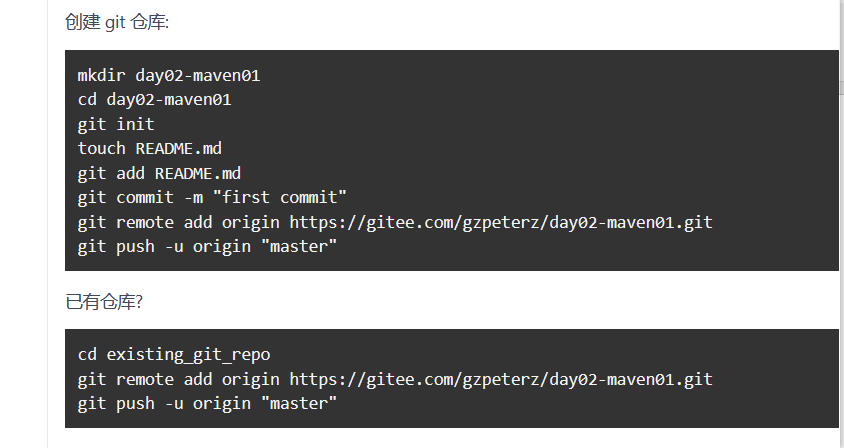 创建 git 仓库:
mkdir day02-maven01
cd day02-maven01
git init
touch README.md
git add README.md
git commit -m "first commit"
git remote add origin https://gitee.com/gzpeterz/day02-maven01.git
git push -u origin "master"
已有仓库?
cd existing_git_repo
git remote add origin https://gitee.com/gzpeterz/day02-maven01.git
git push -u origin "master"